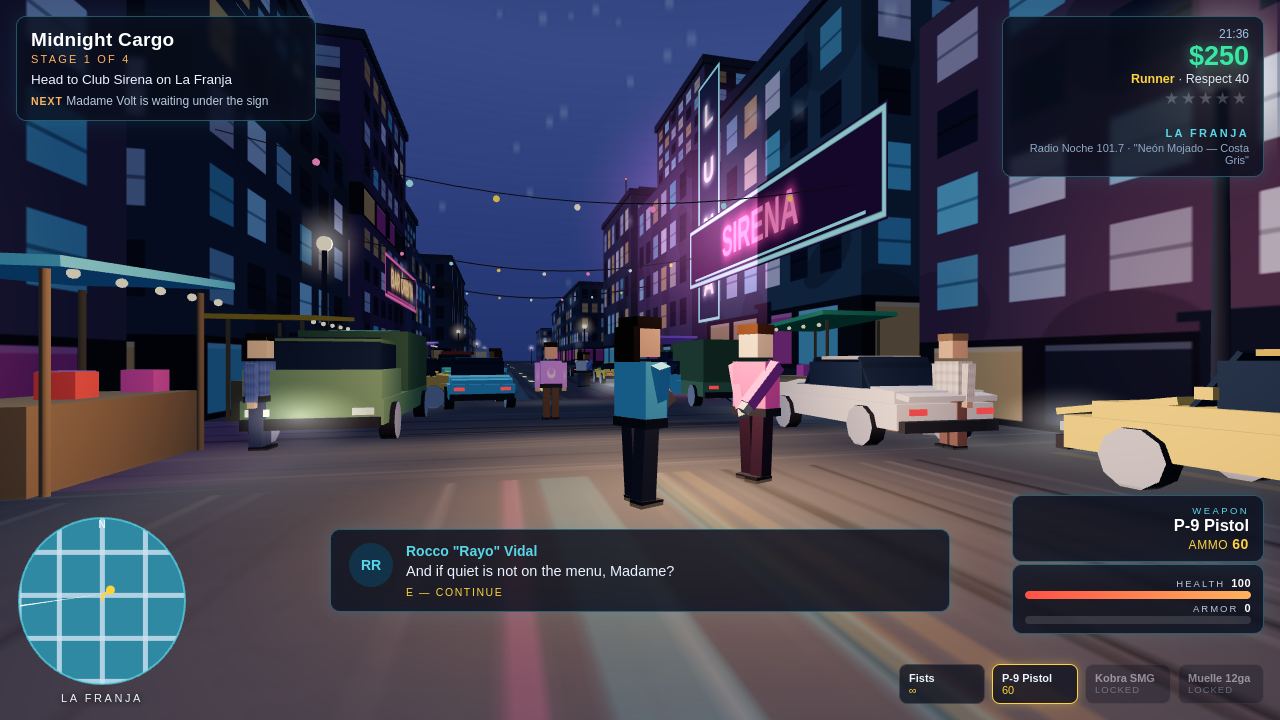 Midnight Cargo
STAGE 1 OF 4
Head to Club Sirena on La Franja
NEXT Madame Volt is waiting under the sign
21:36
$250
Runner · Respect 40
★★★★★
LA FRANJA
Radio Noche 101.7 · "Neón Mojado — Costa
Gris"
L
U
SIRENA
A
N
LA FRANJA
RR
Rocco "Rayo" Vidal
And if quiet is not on the menu, Madame?
E — CONTINUE
WEAPON
P-9 Pistol
AMMO 60
HEALTH 100
ARMOR 0
Fists
∞
P-9 Pistol
60
Kobra SMG
LOCKED
Muelle 12ga
LOCKED